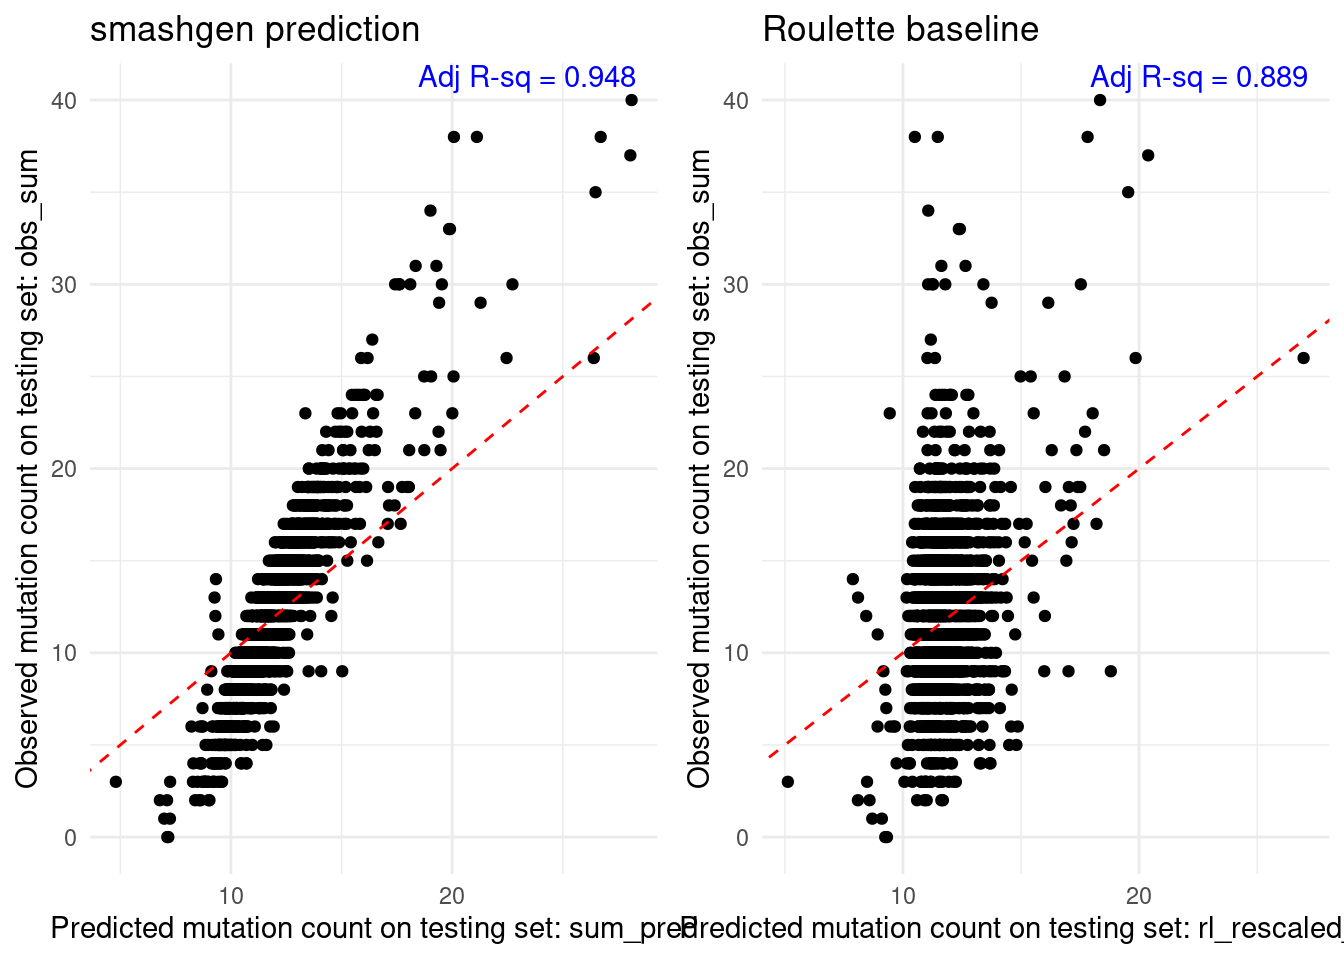 smashgen prediction
Adj R-sq = 0.948
Observed mutation count on testing set: obs_sum
40
30
20
10
0
10
20
Predicted mutation count on testing set: sum_pred
Roulette baseline
Adj R-sq = 0.889
Observed mutation count on testing set: obs_sum
40
30
20
10
0
10
20
Predicted mutation count on testing set: rl_rescaled_